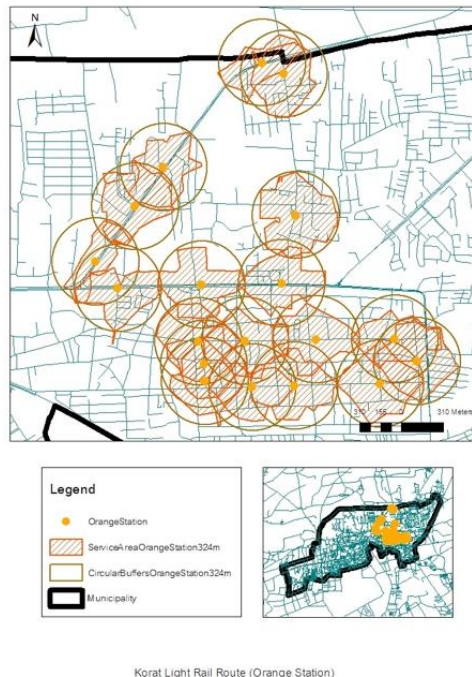 N
310 155 0 310 Meters
Legend
OrangeStation
ServiceAreaOrangeStation324m
CircularBuffersOrangeStation324m
Municipality
Korat Light Rail Route (Orange Station)